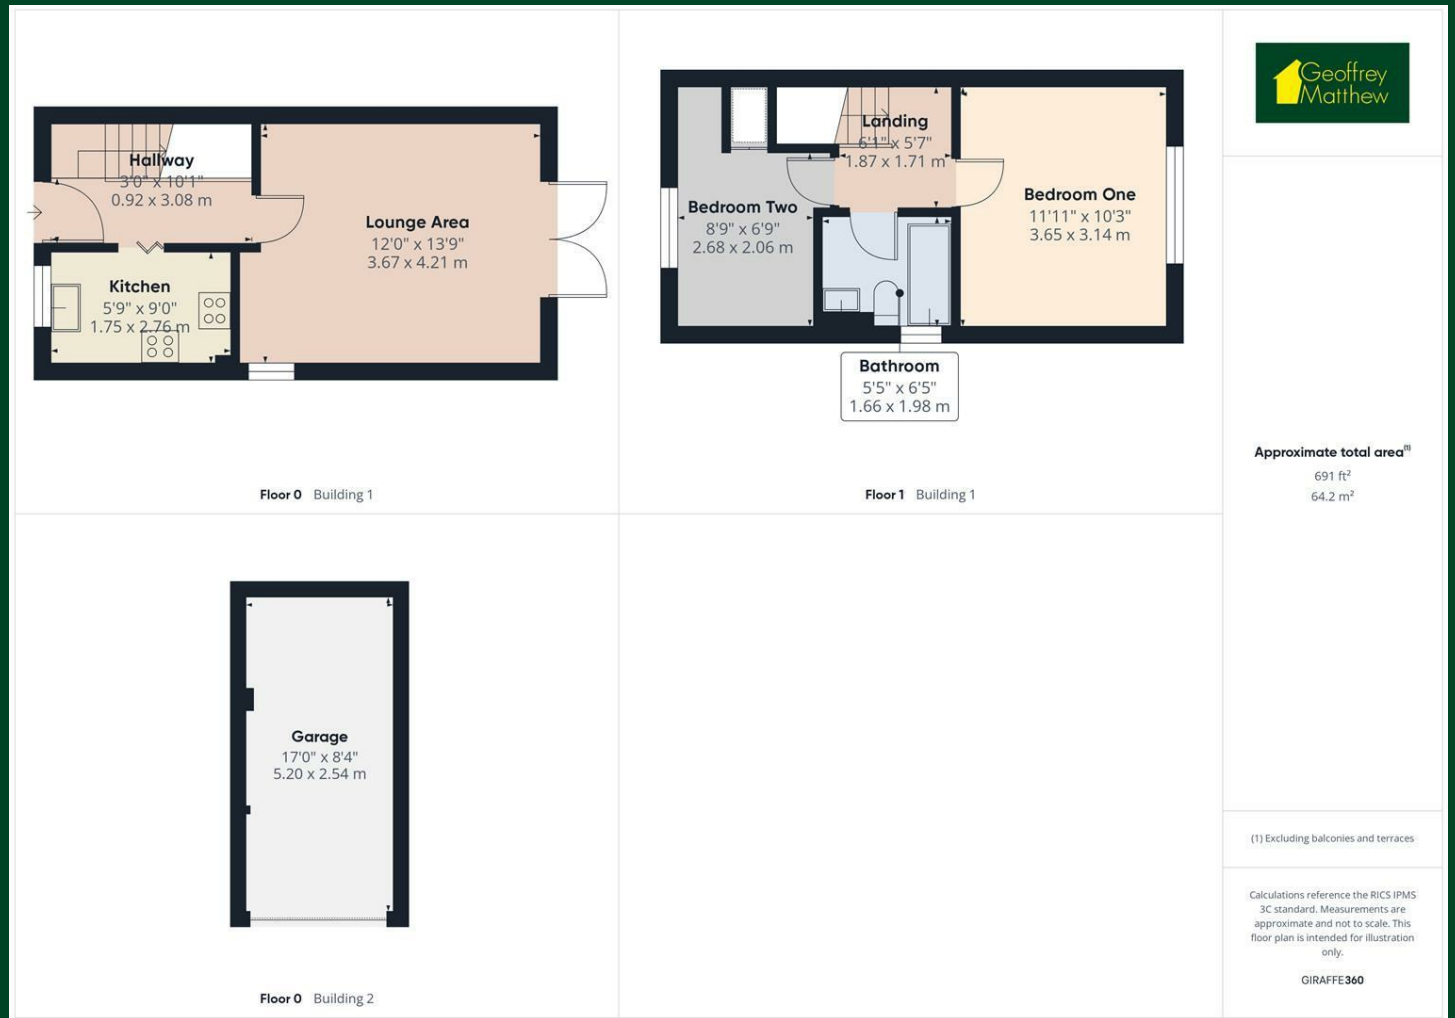 Hallway
3'0" x 10'1"
0.92 x 3.08 m
Lounge Area
12'0" x 13'9"
3.67 x 4.21 m
Kitchen
5'9" x 9'0"
1.75 x 2.76 m
Floor 0 Building 1
Landing
6'1" x 5'7"
1.87 x 1.71 m
Bedroom One
11'11" x 10'3"
3.65 x 3.14 m
Bedroom Two
8'9" x 6'9"
2.68 x 2.06 m
Bathroom
5'5" x 6'5"
1.66 x 1.98 m
Floor 1 Building 1
Garage
17'0" x 8'4"
5.20 x 2.54 m
Floor 0 Building 2
Geoffrey
Matthew
Approximate total area⁽¹⁾
691 ft²
64.2 m²
(1) Excluding balconies and terraces
Calculations reference the RICS IPMS
3C standard. Measurements are
approximate and not to scale. This
floor plan is intended for illustration
only.
GIRAFFE360